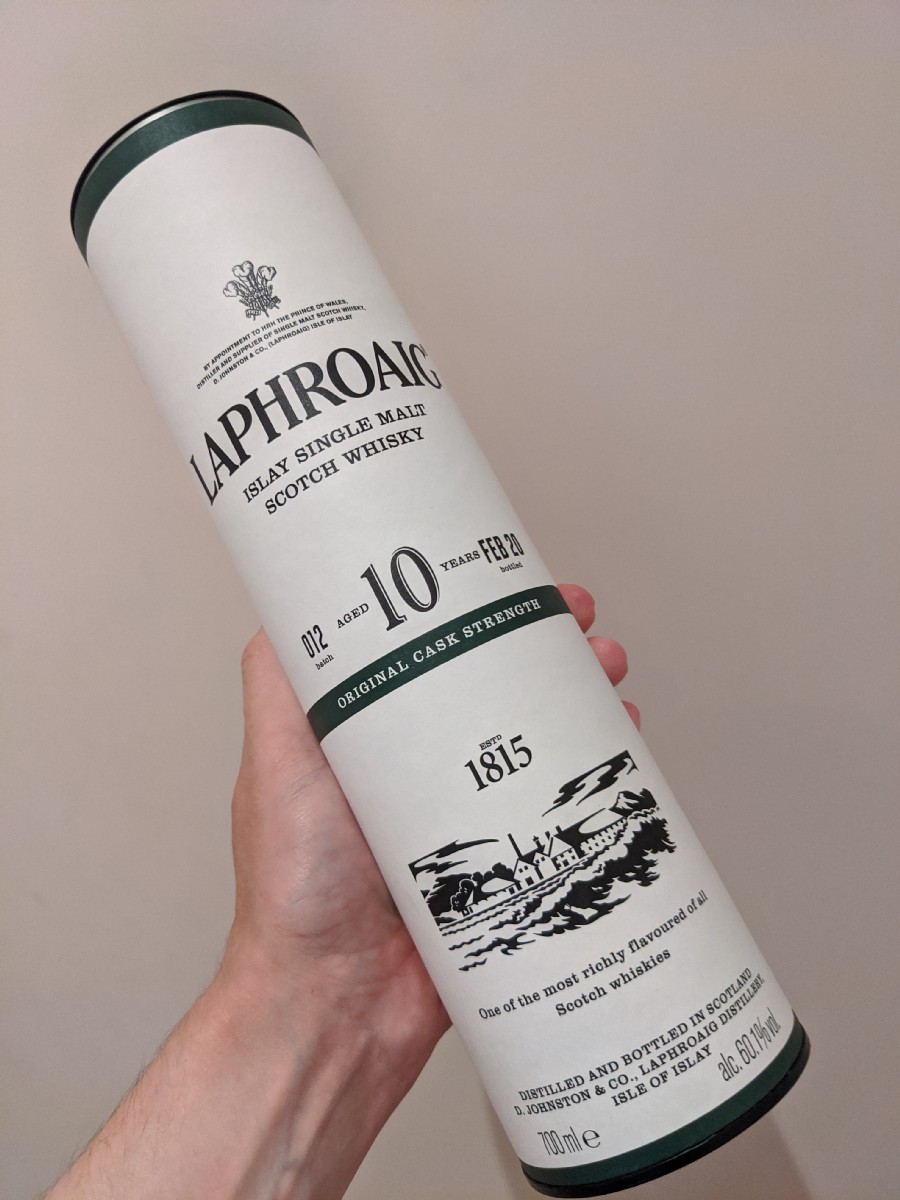 BY APPOINTMENT TO HRH THE PRINCE OF WALES,
DISTILLER AND SUPPLIER OF SINGLE MALT SCOTCH WHISKY,
D. JOHNSTON & CO., (LAPHROAIG) ISLE OF ISLAY
LAPHROAIG
ISLAY SINGLE MALT
SCOTCH WHISKY
012 AGED 10 YEARS FEB 20
batch bottled
ORIGINAL CASK STRENGTH
ESTD
1815
One of the most richly flavoured of all
Scotch whiskies
DISTILLED AND BOTTLED IN SCOTLAND
D. JOHNSTON & CO., LAPHROAIG DISTILLERY,
ISLE OF ISLAY
700 ml e alc. 60.1% vol